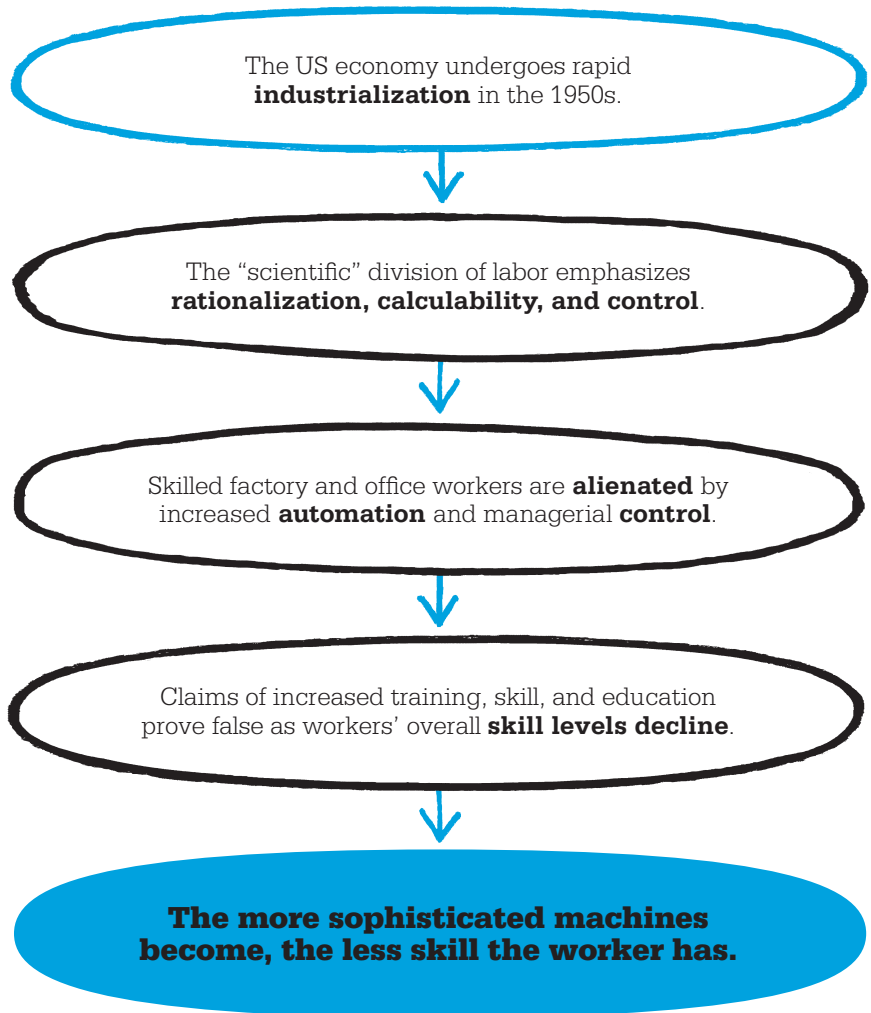 The US economy undergoes rapid
industrialization in the 1950s.
The “scientific” division of labor emphasizes
rationalization, calculability, and control.
Skilled factory and office workers are alienated by
increased automation and managerial control.
Claims of increased training, skill, and education
prove false as workers’ overall skill levels decline.
The more sophisticated machines
become, the less skill the worker has.